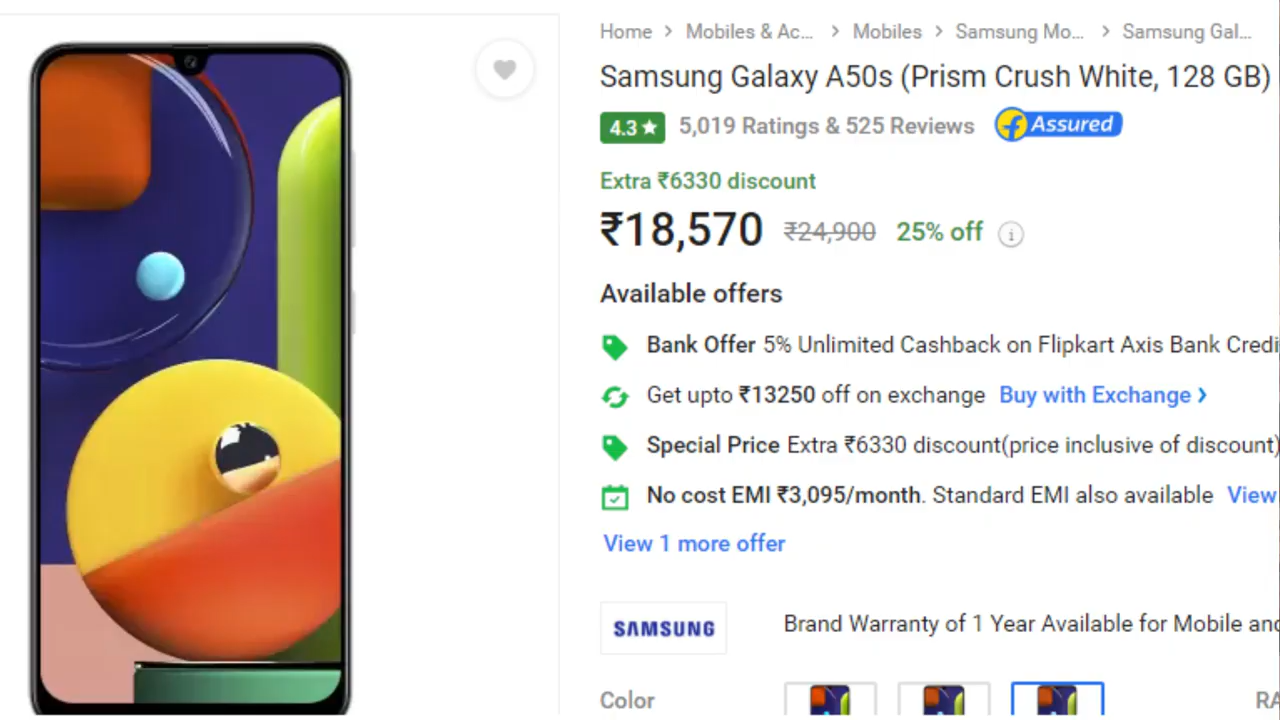 Home > Mobiles & Ac... > Mobiles > Samsung Mo... > Samsung Gal...
Samsung Galaxy A50s (Prism Crush White, 128 GB)
4.3★ 5,019 Ratings & 525 Reviews Assured
Extra ₹6330 discount
₹18,570 ₹24,900 25% off
Available offers
Bank Offer 5% Unlimited Cashback on Flipkart Axis Bank Credi
Get upto ₹13250 off on exchange Buy with Exchange >
Special Price Extra ₹6330 discount(price inclusive of discount)
No cost EMI ₹3,095/month. Standard EMI also available View
View 1 more offer
SAMSUNG Brand Warranty of 1 Year Available for Mobile and
Color RA